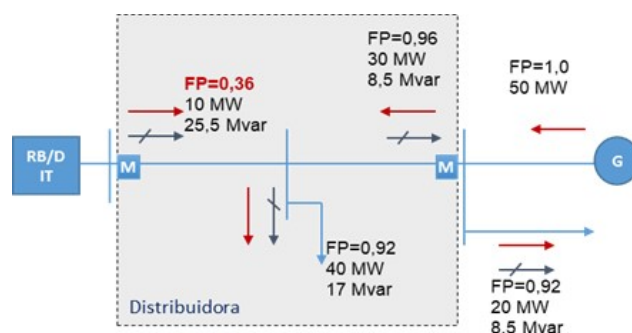 FP=0,96
30 MW
8,5 Mvar
FP=1,0
50 MW
FP=0,36
10 MW
25,5 Mvar
RB/D
IT
M
M
G
FP=0,92
40 MW
17 Mvar
FP=0,92
20 MW
8,5 Mvar
Distribuidora